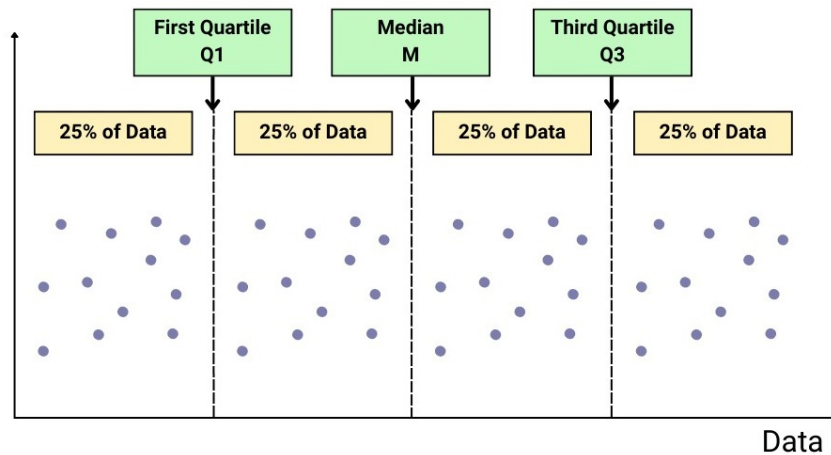 First Quartile
Q1
Median
M
Third Quartile
Q3
25% of Data
25% of Data
25% of Data
25% of Data
Data